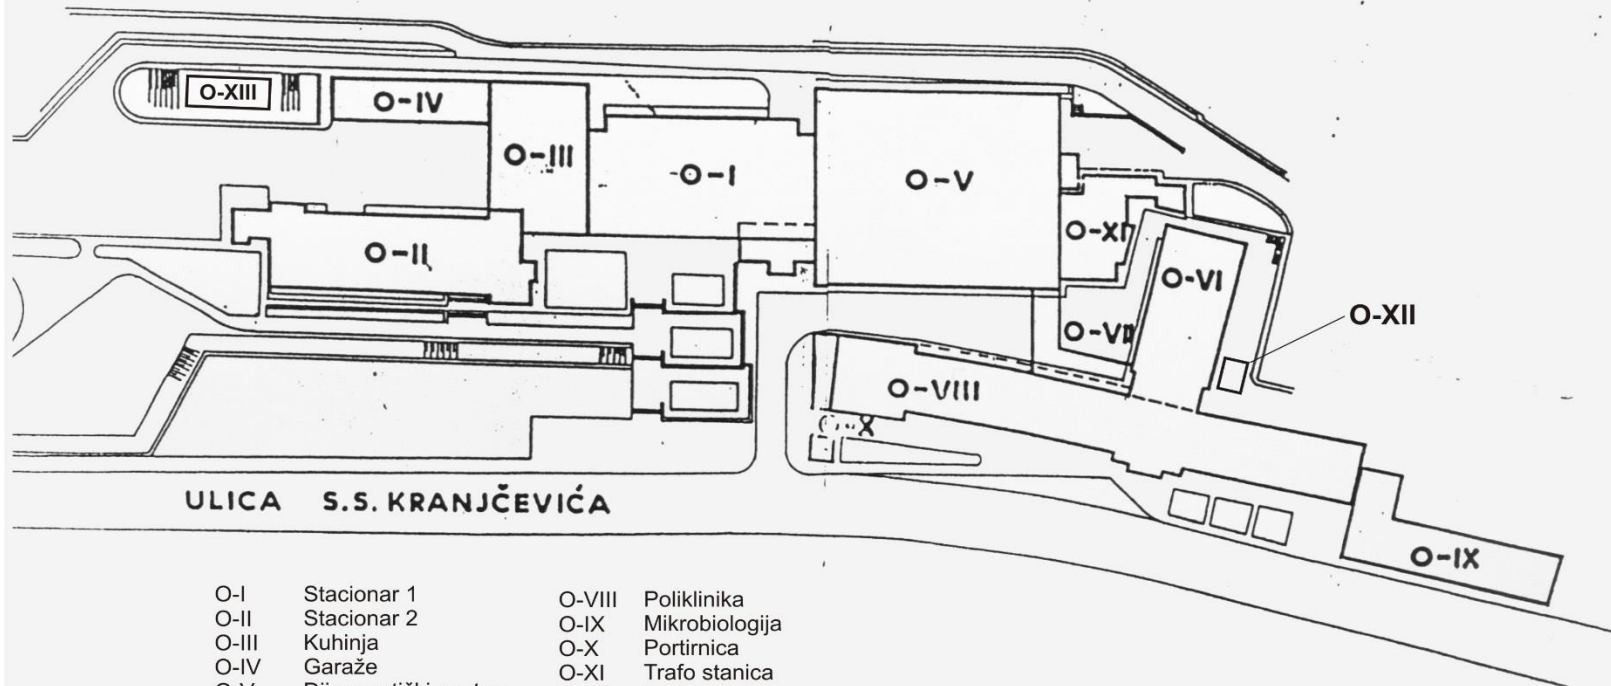 O-XIII
O-IV
O-III
O-I
O-V
O-XI
O-II
O-VI
O-XII
O-VII
O-VIII
O-X
ULICA S.S. KRANJČEVIĆA
O-IX
O-I Stacionar 1
O-II Stacionar 2
O-III Kuhinja
O-IV Garaže
O-VIII Poliklinika
O-IX Mikrobiologija
O-X Portirnica
O-XI Trafo stanica